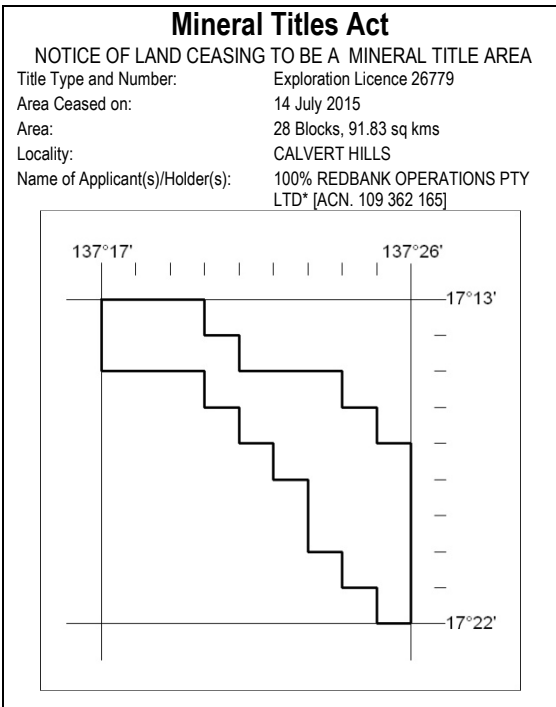 Mineral Titles Act
NOTICE OF LAND CEASING TO BE A MINERAL TITLE AREA
Title Type and Number: Exploration Licence 26779
Area Ceased on: 14 July 2015
Area: 28 Blocks, 91.83 sq kms
Locality: CALVERT HILLS
Name of Applicant(s)/Holder(s): 100% REDBANK OPERATIONS PTY
LTD* [ACN. 109 362 165]
137°17' 137°26'
17°13'
17°22'